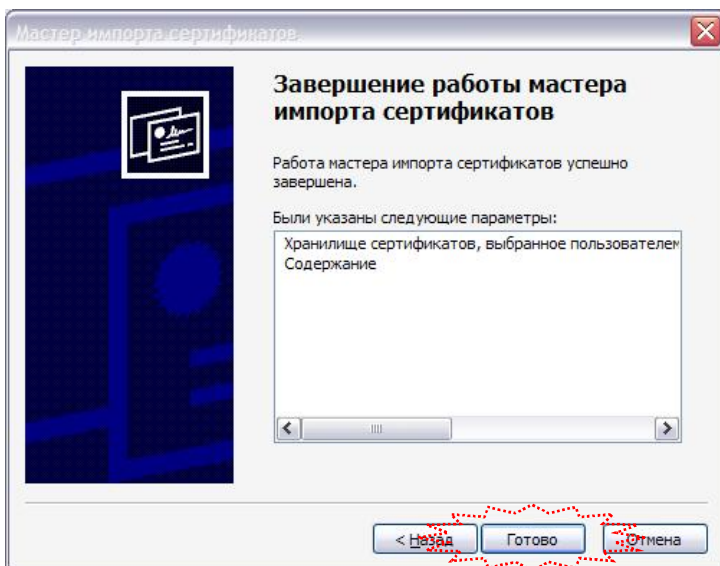 Мастер импорта сертификатов
Завершение работы мастера
импорта сертификатов
Работа мастера импорта сертификатов успешно
завершена.
Были указаны следующие параметры:
Хранилище сертификатов, выбранное пользователем
Содержание
< Назад
Готово
Отмена